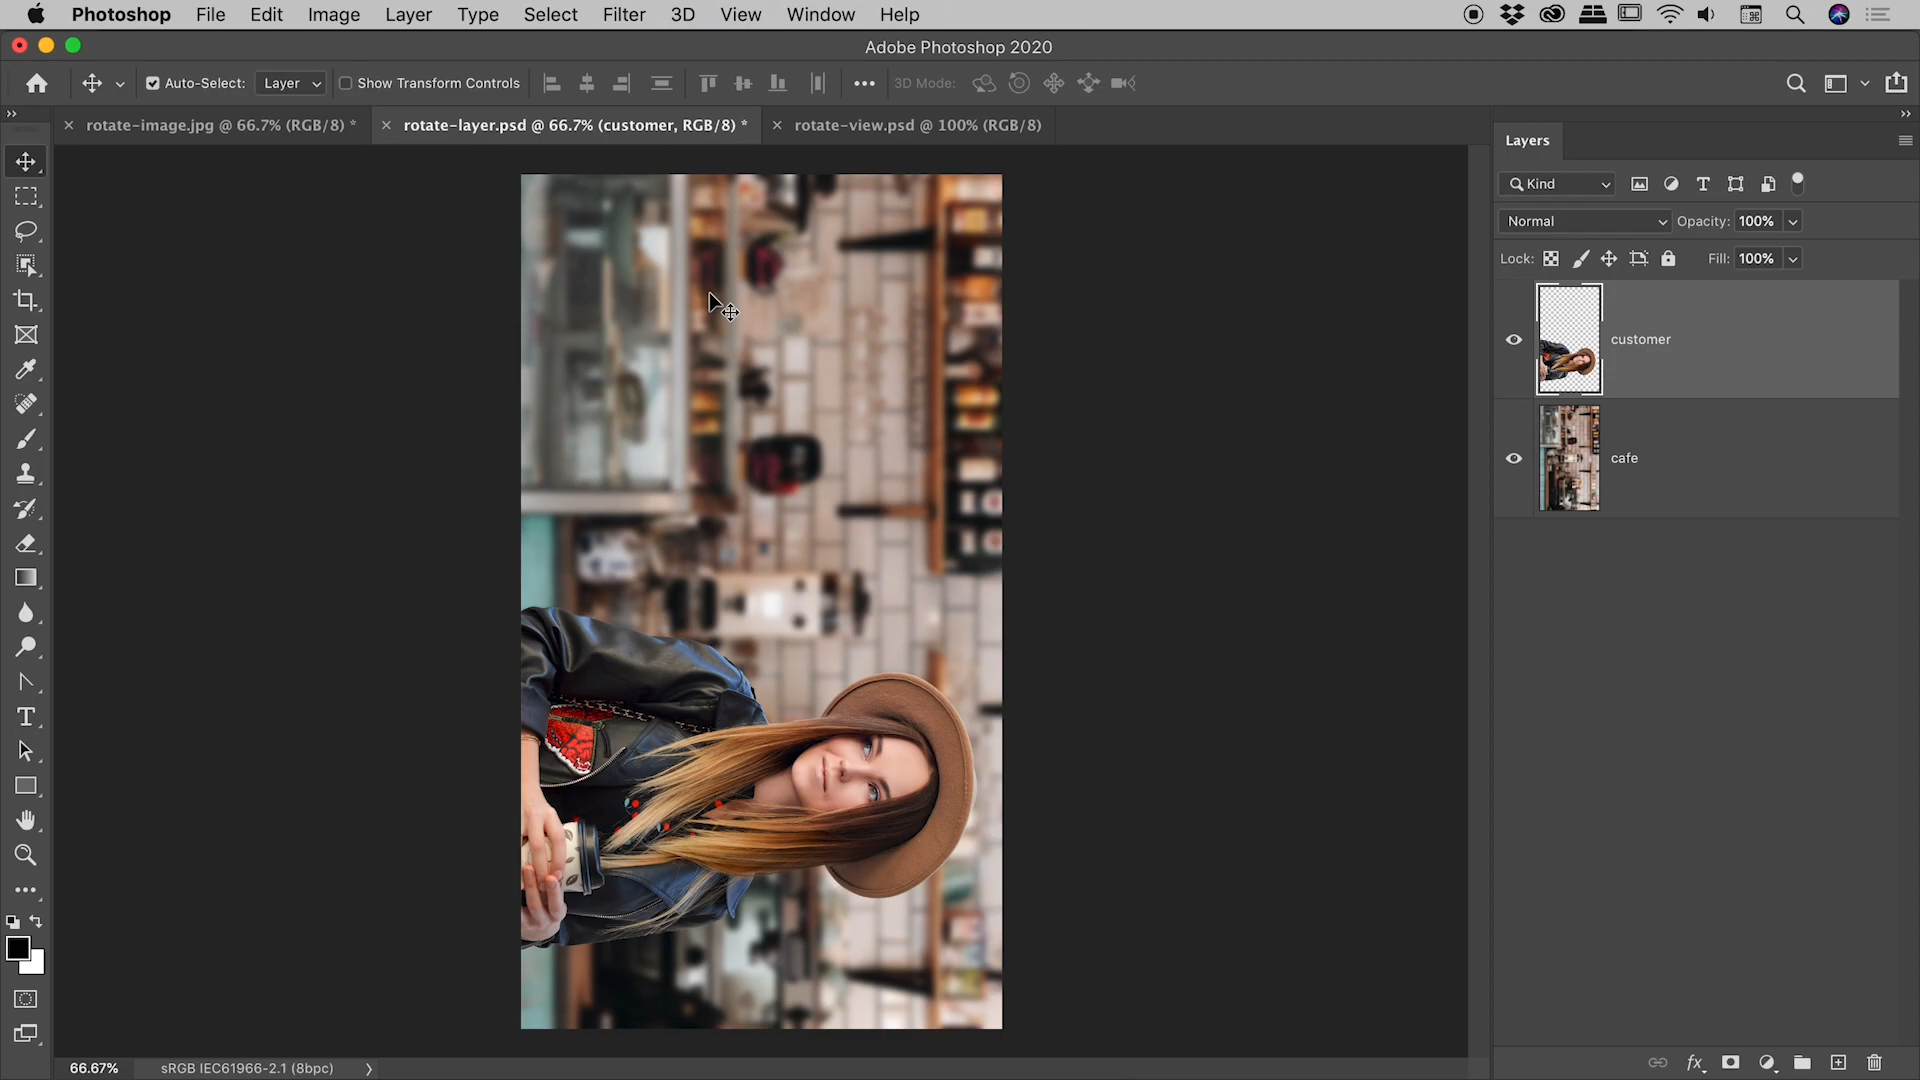 Photoshop File Edit Image Layer Type Select Filter 3D View Window Help
Adobe Photoshop 2020
Auto-Select: Layer Show Transform Controls 3D Mode:
rotate-image.jpg @ 66.7% (RGB/8) * rotate-layer.psd @ 66.7% (customer, RGB/8) * rotate-view.psd @ 100% (RGB/8)
Layers
Kind
Normal Opacity: 100%
Lock: Fill: 100%
customer
cafe
66.67% sRGB IEC61966-2.1 (8bpc)